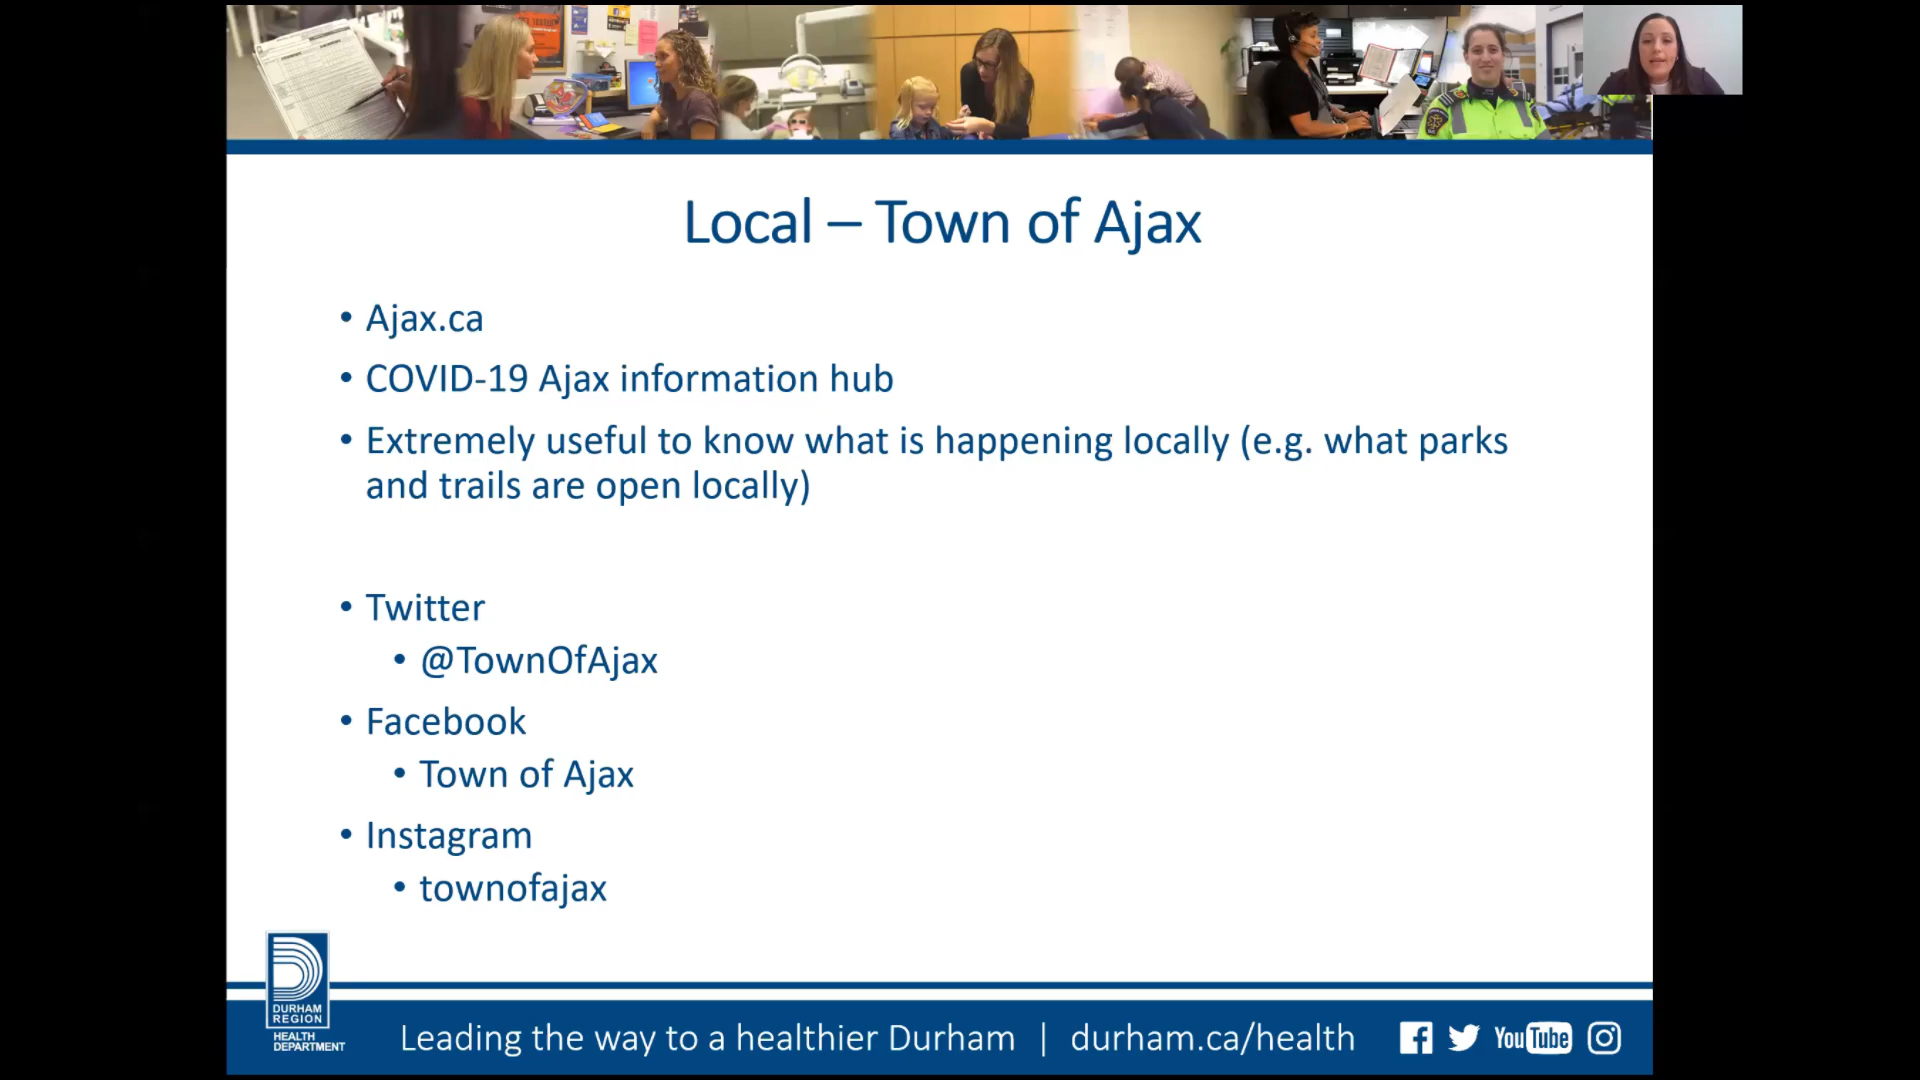 Local – Town of Ajax
• Ajax.ca
• COVID-19 Ajax information hub
• Extremely useful to know what is happening locally (e.g. what parks
and trails are open locally)
• Twitter
• @TownOfAjax
• Facebook
• Town of Ajax
• Instagram
• townofajax
DURHAM
REGION
HEALTH
DEPARTMENT
Leading the way to a healthier Durham | durham.ca/health
YouTube